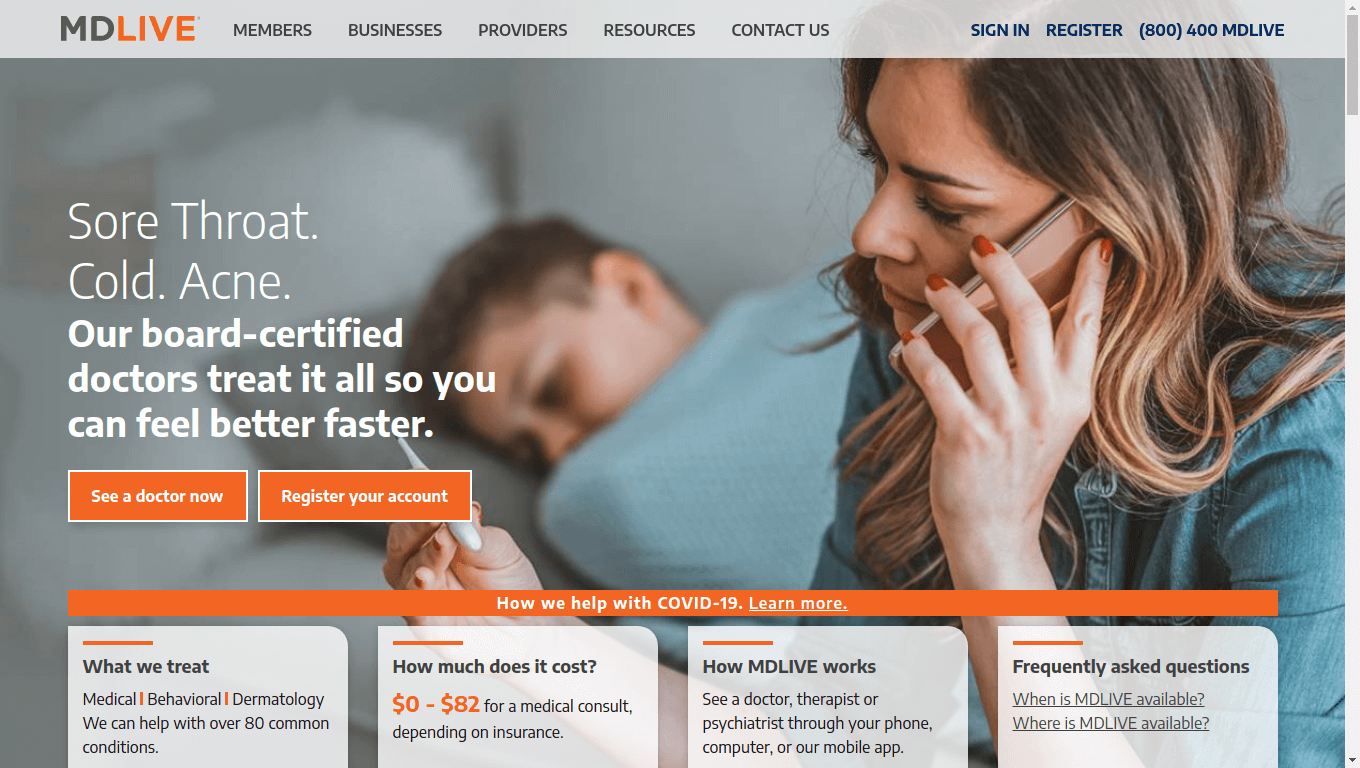 MDLIVE MEMBERS BUSINESSES PROVIDERS RESOURCES CONTACT US SIGN IN REGISTER (800) 400 MDLIVE
Sore Throat.
Cold. Acne.
Our board-certified
doctors treat it all so you
can feel better faster.
See a doctor now Register your account
How we help with COVID-19. Learn more.
What we treat
Medical | Behavioral | Dermatology
We can help with over 80 common
conditions.
How much does it cost?
$0 - $82 for a medical consult,
depending on insurance.
How MDLIVE works
See a doctor, therapist or
psychiatrist through your phone,
computer, or our mobile app.
Frequently asked questions
When is MDLIVE available?
Where is MDLIVE available?